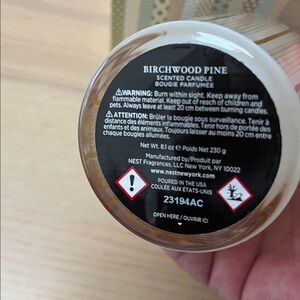 BIRCHWOOD PINE
SCENTED CANDLE
BOUGIE PARFUMÉE
⚠WARNING: Burn within sight. Keep away from
flammable material. Keep out of reach of children and
pets. Always leave at least 20 cm between burning candles.
⚠ATTENTION: Brûler la bougie sous surveillance. Tenir à
distance des éléments inflammables. Tenir hors de portée des
enfants et des animaux. Toujours laisser au moins 20 cm entre
chaque bougies allumées.
Net Wt. 8.1 oz ℮ Poids Net 230 g
Manufactured by/Produit par
NEST Fragrances, LLC New York, NY 10022
www.nestnewyork.com
POURED IN THE USA
COULÉE AUX ÉTATS-UNIS
23194AC
OPEN HERE / OUVRIR ICI